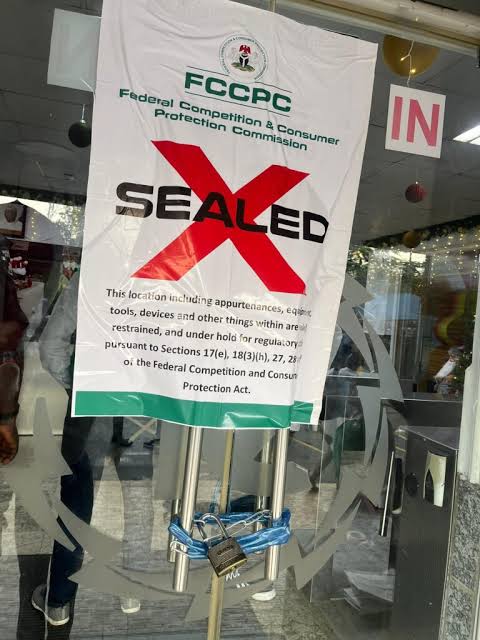 FCCPC
Federal Competition & Consumer
Protection Commission
SEALED
This location including appurtenances,
tools, devices and other things within are
restrained, and under hold for regulatory
pursuant to Sections 17(e), 18(3)(h), 27, 28
of the Federal Competition and
Protection Act.
IN